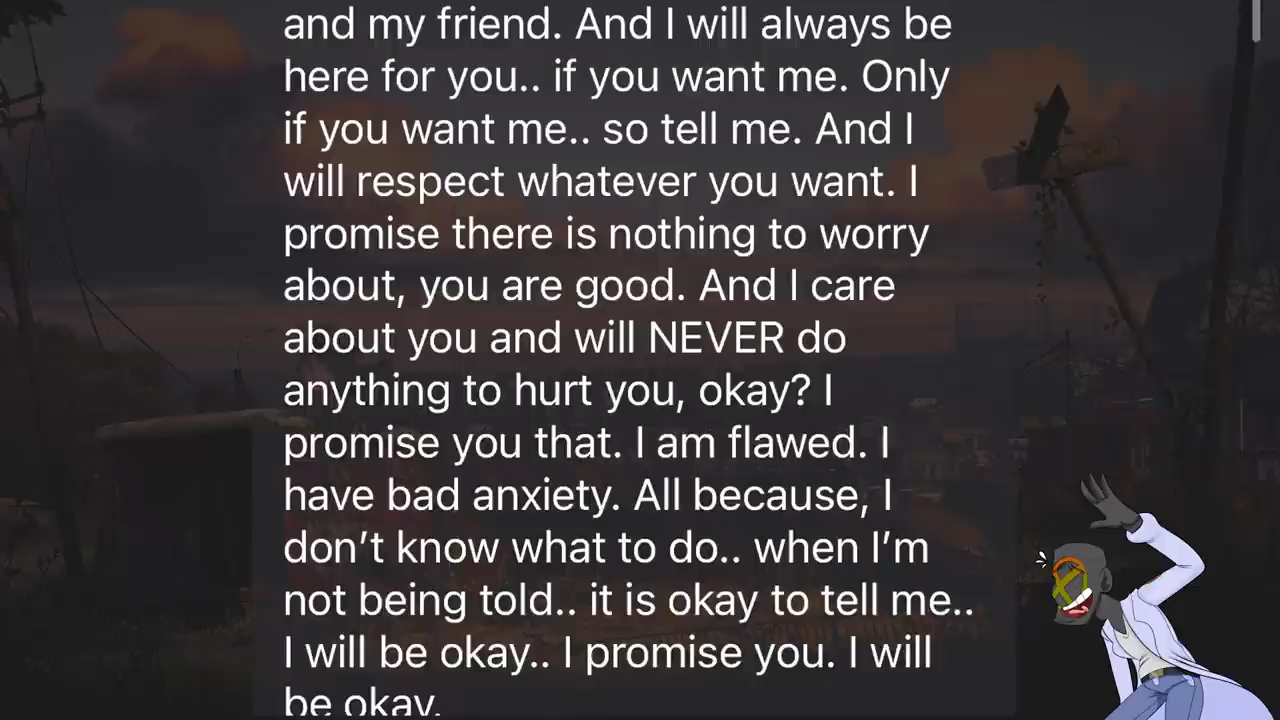 and my friend. And I will always be
here for you.. if you want me. Only
if you want me.. so tell me. And I
will respect whatever you want. I
promise there is nothing to worry
about, you are good. And I care
about you and will NEVER do
anything to hurt you, okay? I
promise you that. I am flawed. I
have bad anxiety. All because, I
don’t know what to do.. when I’m
not being told.. it is okay to tell me..
I will be okay.. I promise you. I will
be okay.